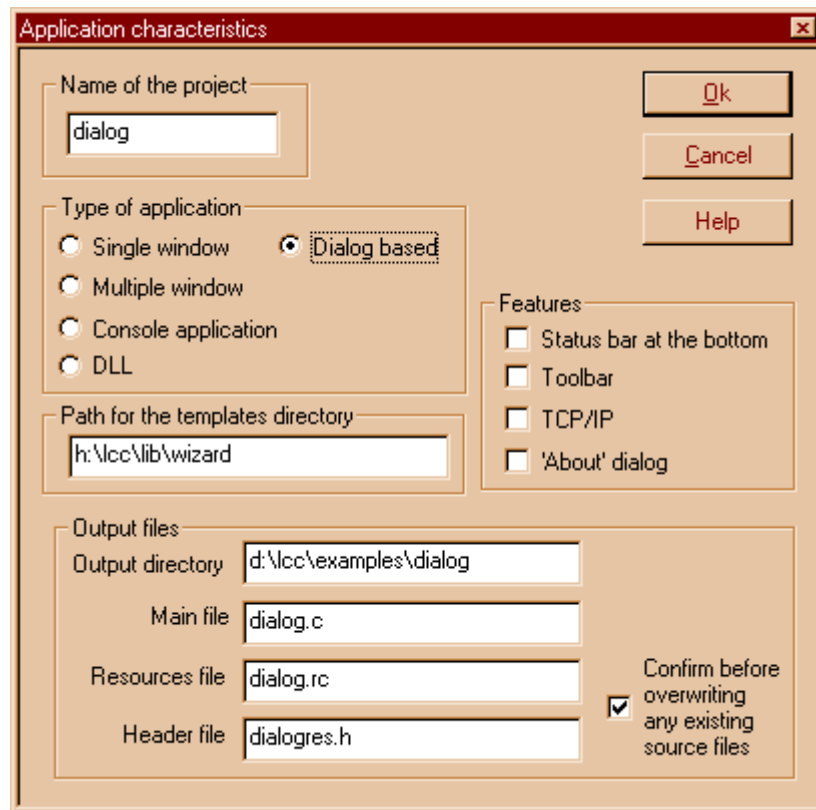 Application characteristics
Name of the project
dialog
Ok
Cancel
Help
Type of application
Single window
Dialog based
Multiple window
Console application
DLL
Features
Status bar at the bottom
Toolbar
TCP/IP
'About' dialog
Path for the templates directory
h:\lcc\lib\wizard
Output files
Output directory
d:\lcc\examples\dialog
Main file
dialog.c
Resources file
dialog.rc
Header file
dialogres.h
Confirm before
overwriting
any existing
source files